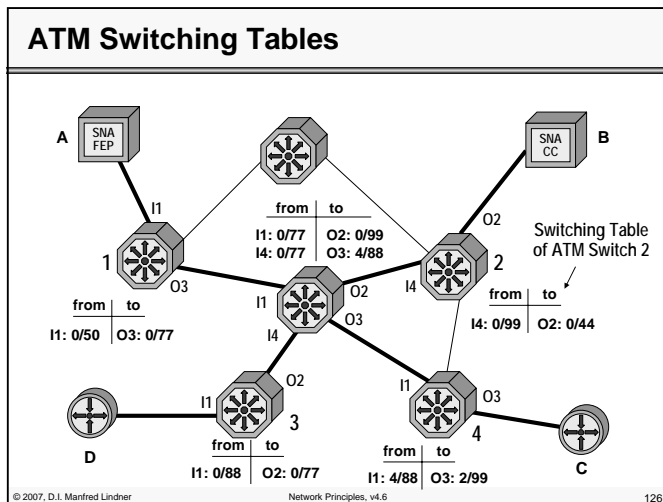 ATM Switching Tables
A
SNA
FEP
SNA
CC
B
I1
from to
I1: 0/77 O2: 0/99
I4: 0/77 O3: 4/88
O2
Switching Table
of ATM Switch 2
1
O3
2
I4
O2
I1
O3
I4
from to
I1: 0/50 O3: 0/77
from to
I4: 0/99 O2: 0/44
O2
I1
3
I1
O3
4
D
C
from to
I1: 0/88 O2: 0/77
from to
I1: 4/88 O3: 2/99
© 2007, D.I. Manfred Lindner
Network Principles, v4.6
126